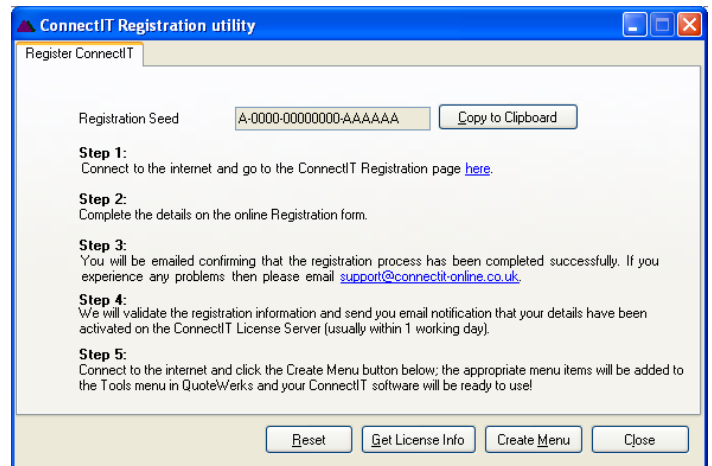 ConnectIT Registration utility
Register ConnectIT
Registration Seed A-0000-00000000-AAAAAA Copy to Clipboard
Step 1:
Connect to the internet and go to the ConnectIT Registration page here.
Step 2:
Complete the details on the online Registration form.
Step 3:
You will be emailed confirming that the registration process has been completed successfully. If you
experience any problems then please email support@connectit-online.co.uk.
Step 4:
We will validate the registration information and send you email notification that your details have been
activated on the ConnectIT License Server (usually within 1 working day).
Step 5:
Connect to the internet and click the Create Menu button below; the appropriate menu items will be added to
the Tools menu in QuoteWerks and your ConnectIT software will be ready to use!
Reset Get License Info Create Menu Close